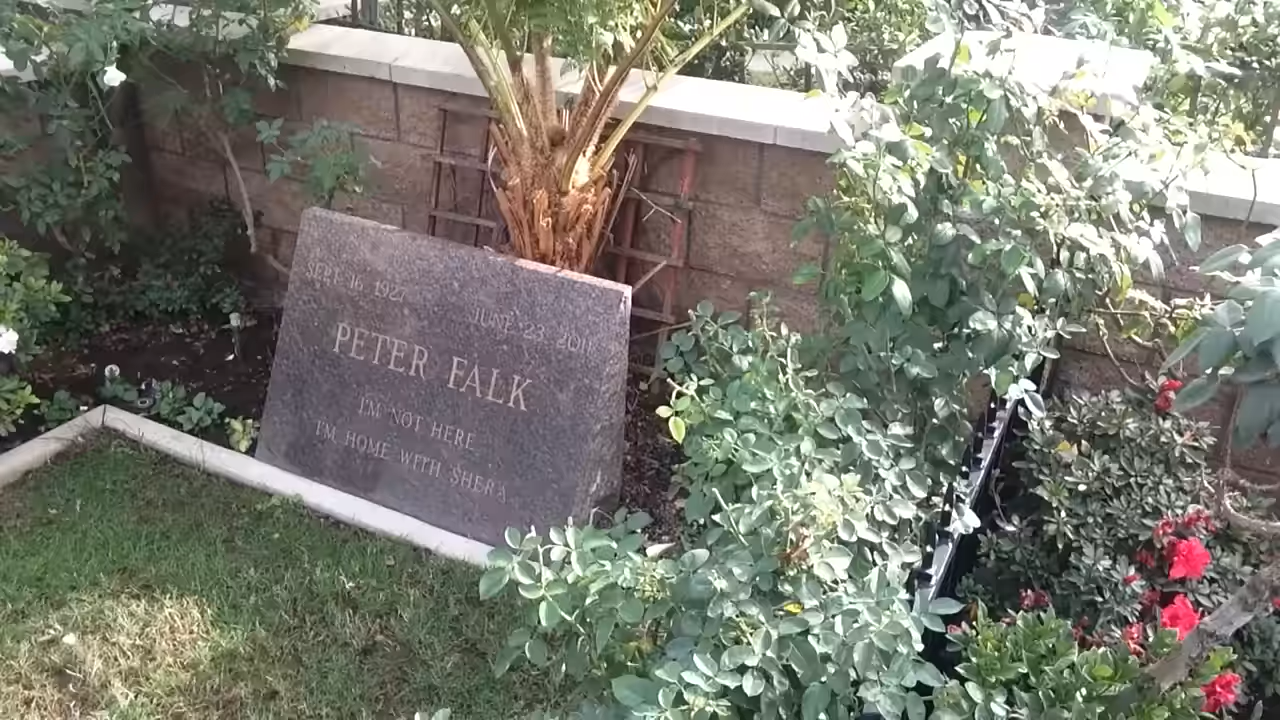 SEPT. 16, 1927
JUNE 23, 2011
PETER FALK
I'M NOT HERE
I'M HOME WITH SHERA